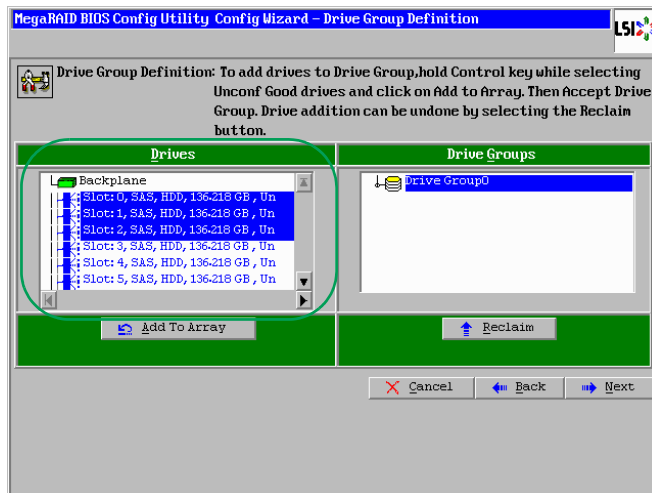 MegaRAID BIOS Config Utility Config Wizard – Drive Group Definition
LSI
Drive Group Definition: To add drives to Drive Group,hold Control key while selecting
Unconf Good drives and click on Add to Array. Then Accept Drive
Group. Drive addition can be undone by selecting the Reclaim
button.
Drives
Drive Groups
Backplane
Slot: 0, SAS, HDD, 136.218 GB , Un
Slot: 1, SAS, HDD, 136.218 GB , Un
Slot: 2, SAS, HDD, 136.218 GB , Un
Slot: 3, SAS, HDD, 136.218 GB , Un
Slot: 4, SAS, HDD, 136.218 GB , Un
Slot: 5, SAS, HDD, 136.218 GB , Un
Drive Group0
Add To Array
Reclaim
Cancel
Back
Next